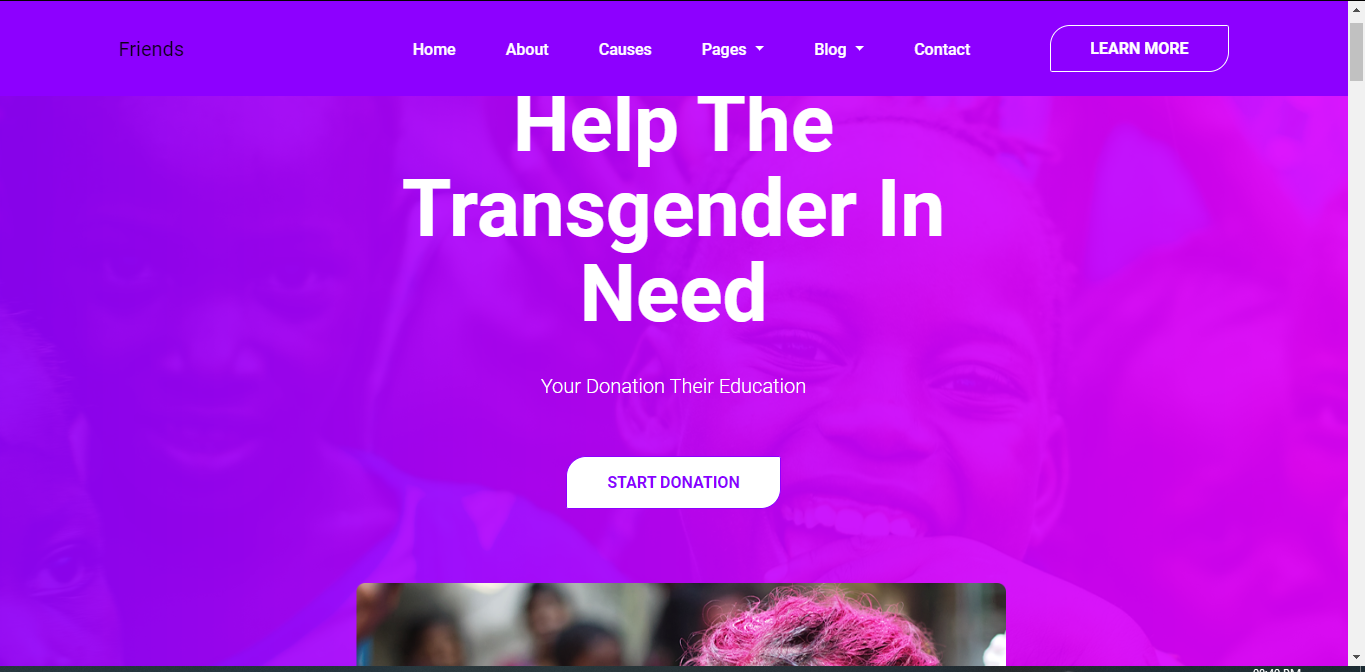 Friends
Home
About
Causes
Pages
Blog
Contact
LEARN MORE
Help The
Transgender In
Need
Your Donation Their Education
START DONATION